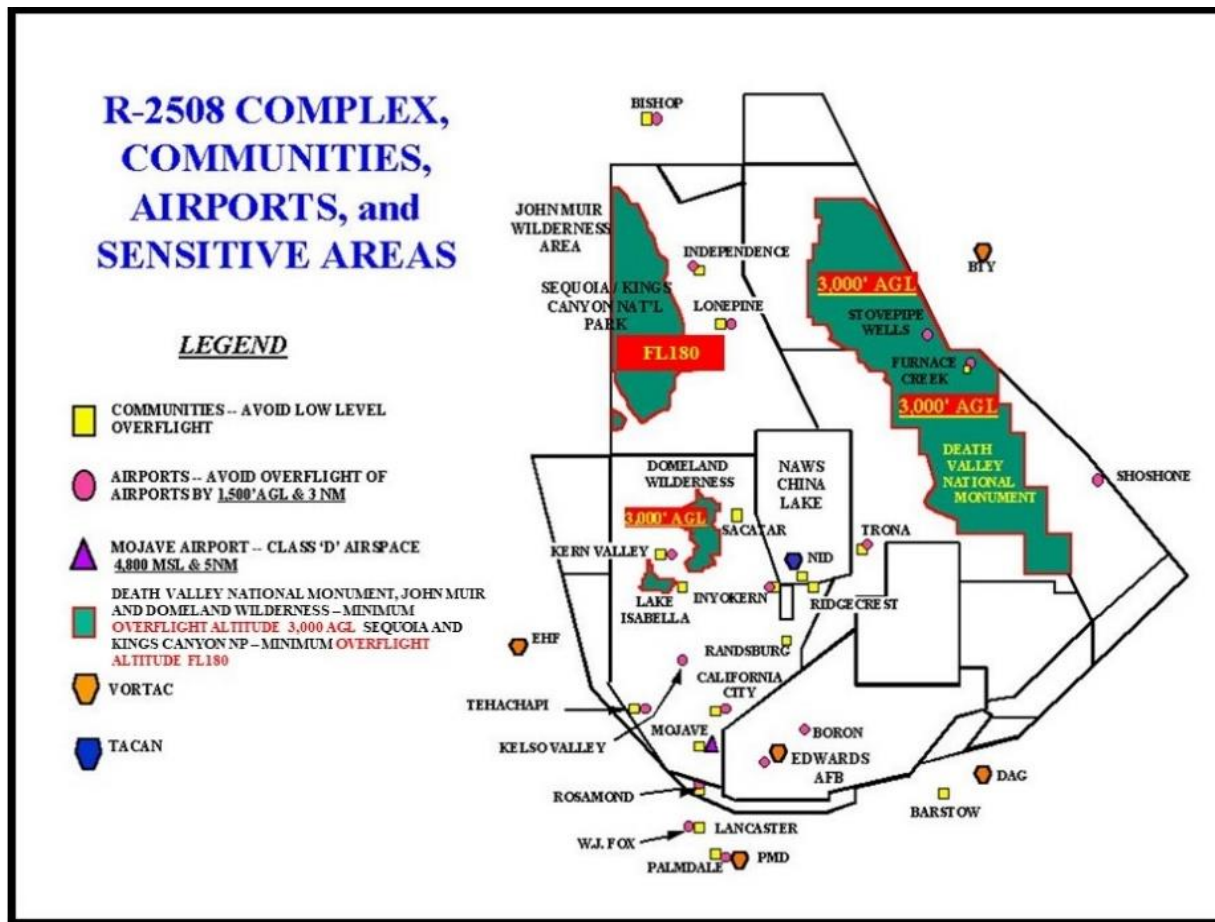 R-2508 COMPLEX,
COMMUNITIES,
AIRPORTS, and
SENSITIVE AREAS
LEGEND
COMMUNITIES -- AVOID LOW LEVEL
OVERFLIGHT
AIRPORTS -- AVOID OVERFLIGHT OF
AIRPORTS BY 1,500'AGL & 3 NM
MOJAVE AIRPORT -- CLASS 'D' AIRSPACE
4,800 MSL & 5NM
DEATH VALLEY NATIONAL MONUMENT, JOHN MUIR
AND DOMELAND WILDERNESS – MINIMUM
OVERFLIGHT ALTITUDE 3,000 AGL SEQUOIA AND
KINGS CANYON NP – MINIMUM OVERFLIGHT
ALTITUDE FL180
VORTAC
TACAN
BISHOP
JOHN MUIR
WILDERNESS
AREA
INDEPENDENCE
SEQUOIA / KINGS
CANYON NAT'L
PARK
LONEPINE
FL180
BTY
3,000' AGL
STOVEPIPE
WELLS
FURNACE
CREEK
3,000' AGL
DEATH
VALLEY
NATIONAL
MONUMENT
SHOSHONE
DOMELAND
WILDERNESS
NAWS
CHINA
LAKE
3,000' AGL
SACATAR
TRONA
KERN VALLEY
NID
LAKE
ISABELLA
INYOKERN
RIDGECREST
EHF
RANDSBURG
CALIFORNIA
CITY
TEHACHAPI
MOJAVE
KELSO VALLEY
BORON
EDWARDS
AFB
DAG
ROSAMOND
BARSTOW
LANCASTER
W.J. FOX
PALMDALE
PMD